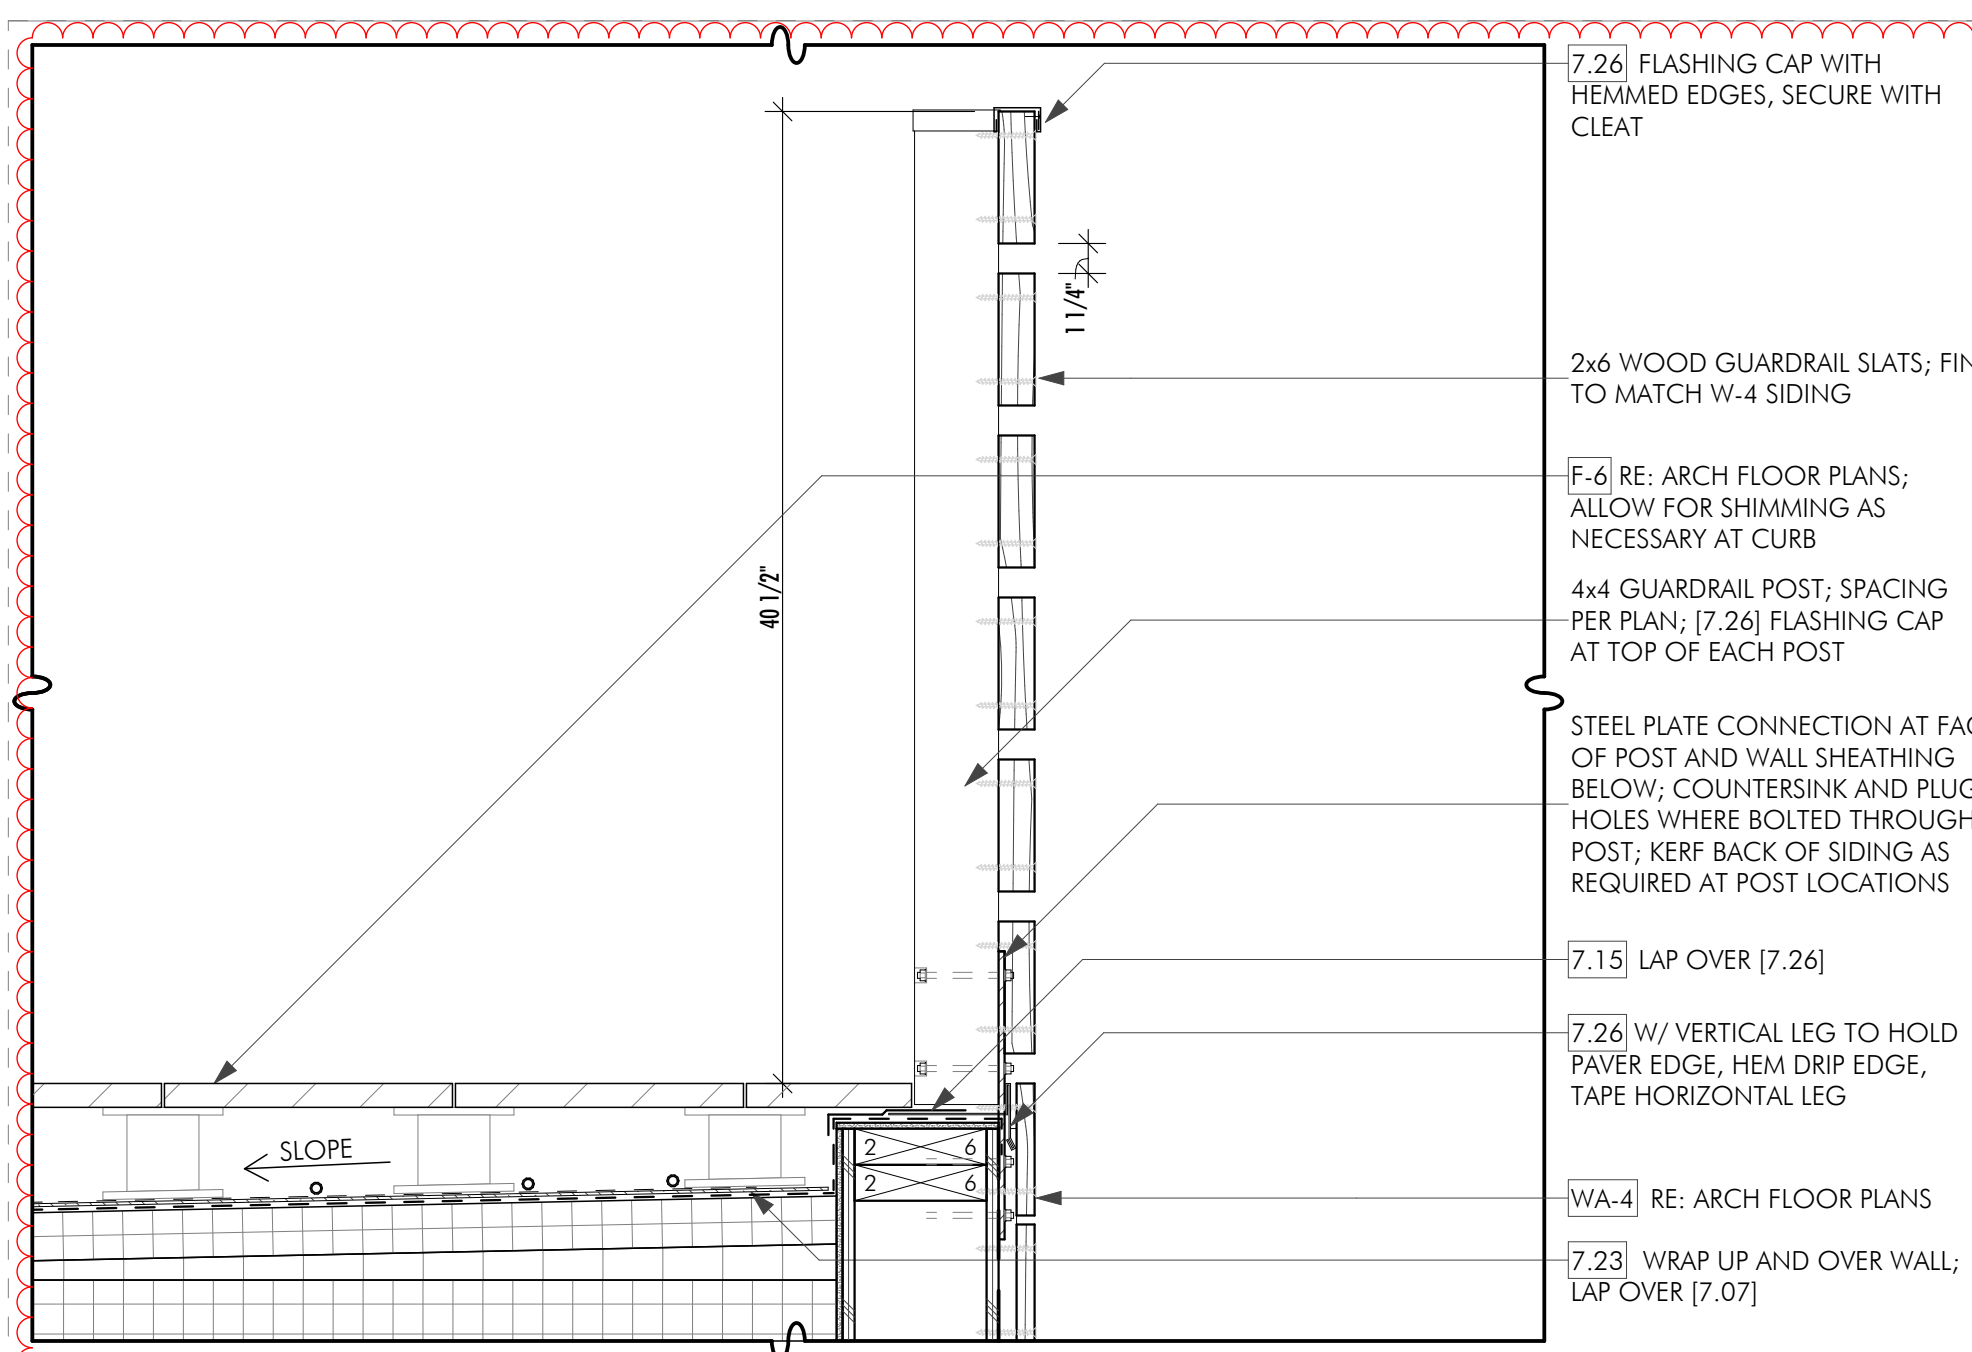 7.26 FLASHING CAP WITH
HEMMED EDGES, SECURE WITH
CLEAT
1 1/4"
2x6 WOOD GUARDRAIL SLATS; FIN
TO MATCH W-4 SIDING
F-6 RE: ARCH FLOOR PLANS;
ALLOW FOR SHIMMING AS
NECESSARY AT CURB
40 1/2"
4x4 GUARDRAIL POST; SPACING
PER PLAN; [7.26] FLASHING CAP
AT TOP OF EACH POST
STEEL PLATE CONNECTION AT FAC
OF POST AND WALL SHEATHING
BELOW; COUNTERSINK AND PLUG
HOLES WHERE BOLTED THROUGH
POST; KERF BACK OF SIDING AS
REQUIRED AT POST LOCATIONS
7.15 LAP OVER [7.26]
7.26 W/ VERTICAL LEG TO HOLD
PAVER EDGE, HEM DRIP EDGE,
TAPE HORIZONTAL LEG
SLOPE
2 6
2 6
WA-4 RE: ARCH FLOOR PLANS
7.23 WRAP UP AND OVER WALL;
LAP OVER [7.07]